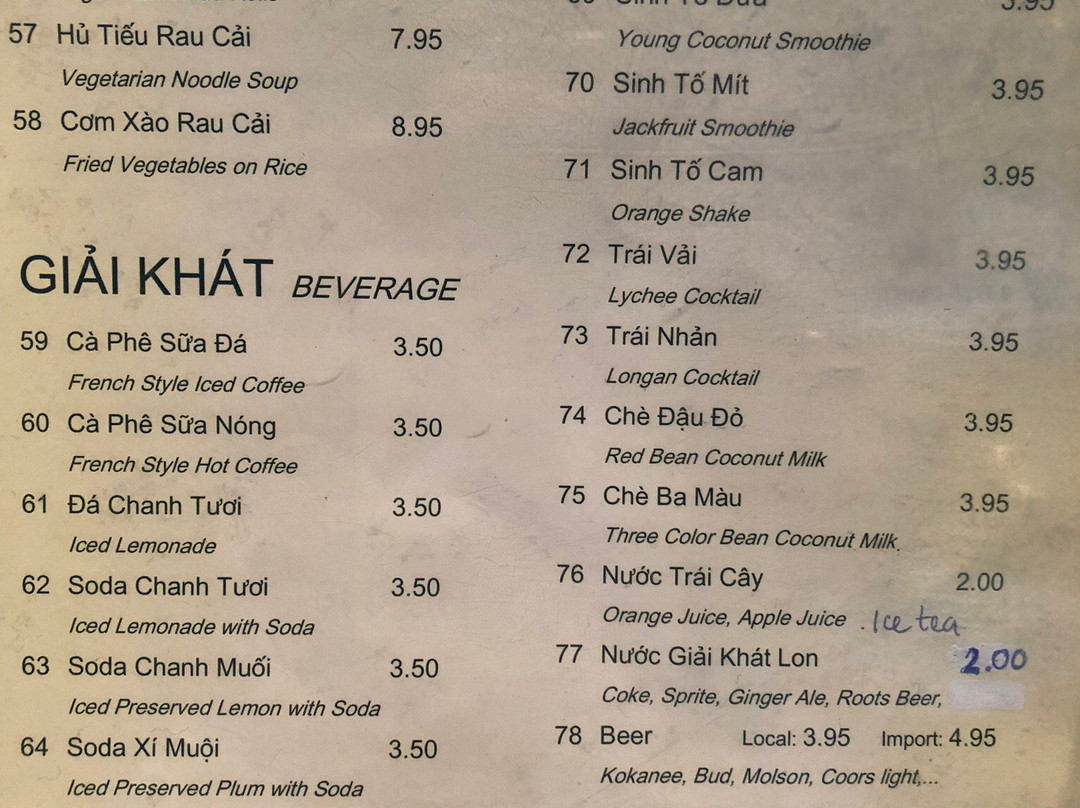 57 Hủ Tiếu Rau Cải 7.95
Vegetarian Noodle Soup
58 Cơm Xào Rau Cải 8.95
Fried Vegetables on Rice
GIẢI KHÁT BEVERAGE
59 Cà Phê Sữa Đá 3.50
French Style Iced Coffee
60 Cà Phê Sữa Nóng 3.50
French Style Hot Coffee
61 Đá Chanh Tươi 3.50
Iced Lemonade
62 Soda Chanh Tươi 3.50
Iced Lemonade with Soda
63 Soda Chanh Muối 3.50
Iced Preserved Lemon with Soda
64 Soda Xí Muội 3.50
Iced Preserved Plum with Soda
Sinh Tố Dừa 3.95
Young Coconut Smoothie
70 Sinh Tố Mít 3.95
Jackfruit Smoothie
71 Sinh Tố Cam 3.95
Orange Shake
72 Trái Vải 3.95
Lychee Cocktail
73 Trái Nhản 3.95
Longan Cocktail
74 Chè Đậu Đỏ 3.95
Red Bean Coconut Milk
75 Chè Ba Màu 3.95
Three Color Bean Coconut Milk.
76 Nước Trái Cây 2.00
Orange Juice, Apple Juice . Ice tea
77 Nước Giải Khát Lon 2.00
Coke, Sprite, Ginger Ale, Roots Beer,
78 Beer Local: 3.95 Import: 4.95
Kokanee, Bud, Molson, Coors light,...